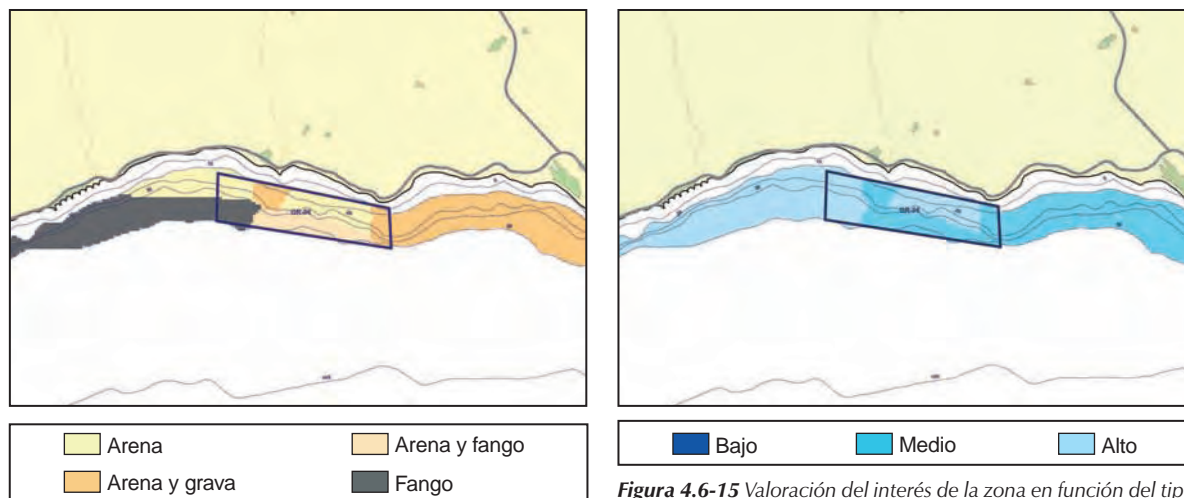 Arena
Arena y fango
Arena y grava
Fango
Bajo
Medio
Alto
Figura 4.6-15 Valoración del interés de la zona en función del tip